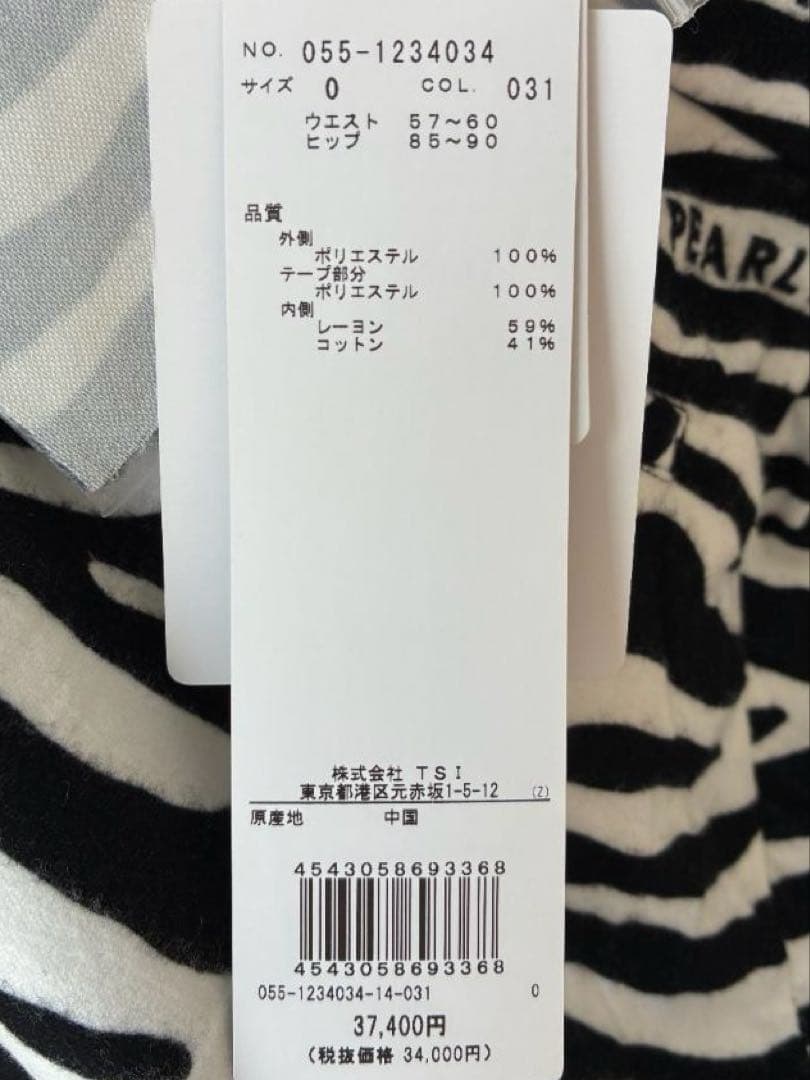 NO. 055-1234034
サイズ 0 COL. 031
ウエスト 57～60
ヒップ 85～90
品質
外側
ポリエステル 100%
テープ部分
ポリエステル 100%
内側
レーヨン 59%
コットン 41%
株式会社 TSI
東京都港区元赤坂1-5-12 (Z)
原産地 中国
4543058693368
4543058693368
055-1234034-14-031 0
37,400円
(税抜価格 34,000円)
PEARL